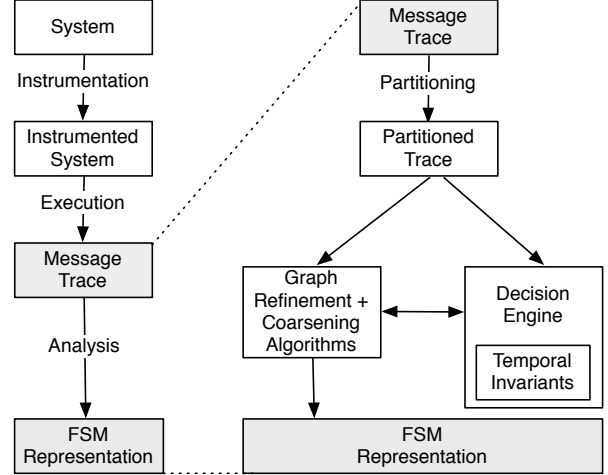 System
Instrumentation
Instrumented
System
Execution
Message
Trace
Analysis
FSM
Representation
Message
Trace
Partitioning
Partitioned
Trace
Graph
Refinement +
Coarsening
Algorithms
Decision
Engine
Temporal
Invariants
FSM
Representation